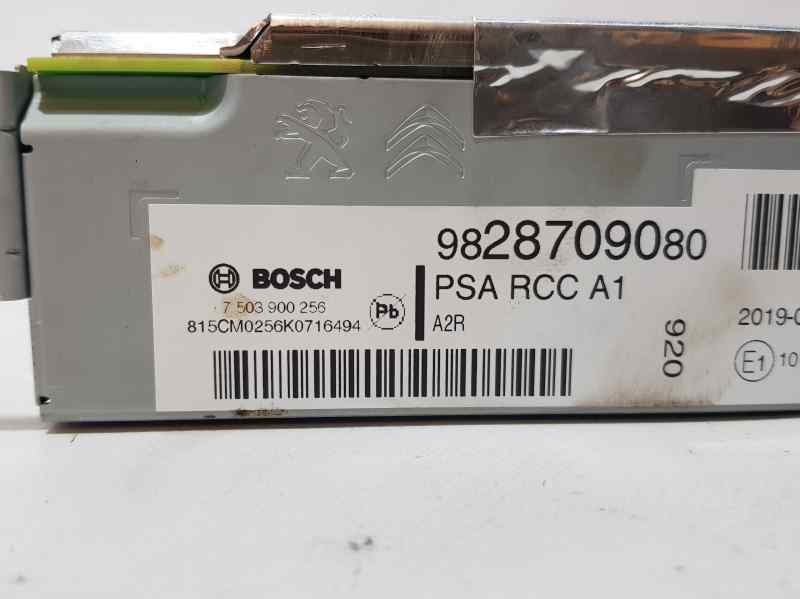 BOSCH
7 503 900 256
815CM0256K0716494
Pb
9828709080
PSA RCC A1
A2R
920
2019-0
E1
10